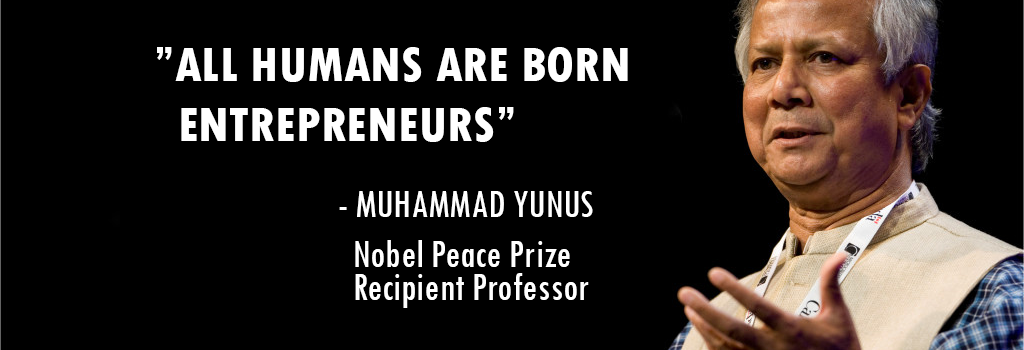 ”ALL HUMANS ARE BORN
ENTREPRENEURS”
- MUHAMMAD YUNUS
Nobel Peace Prize
Recipient Professor